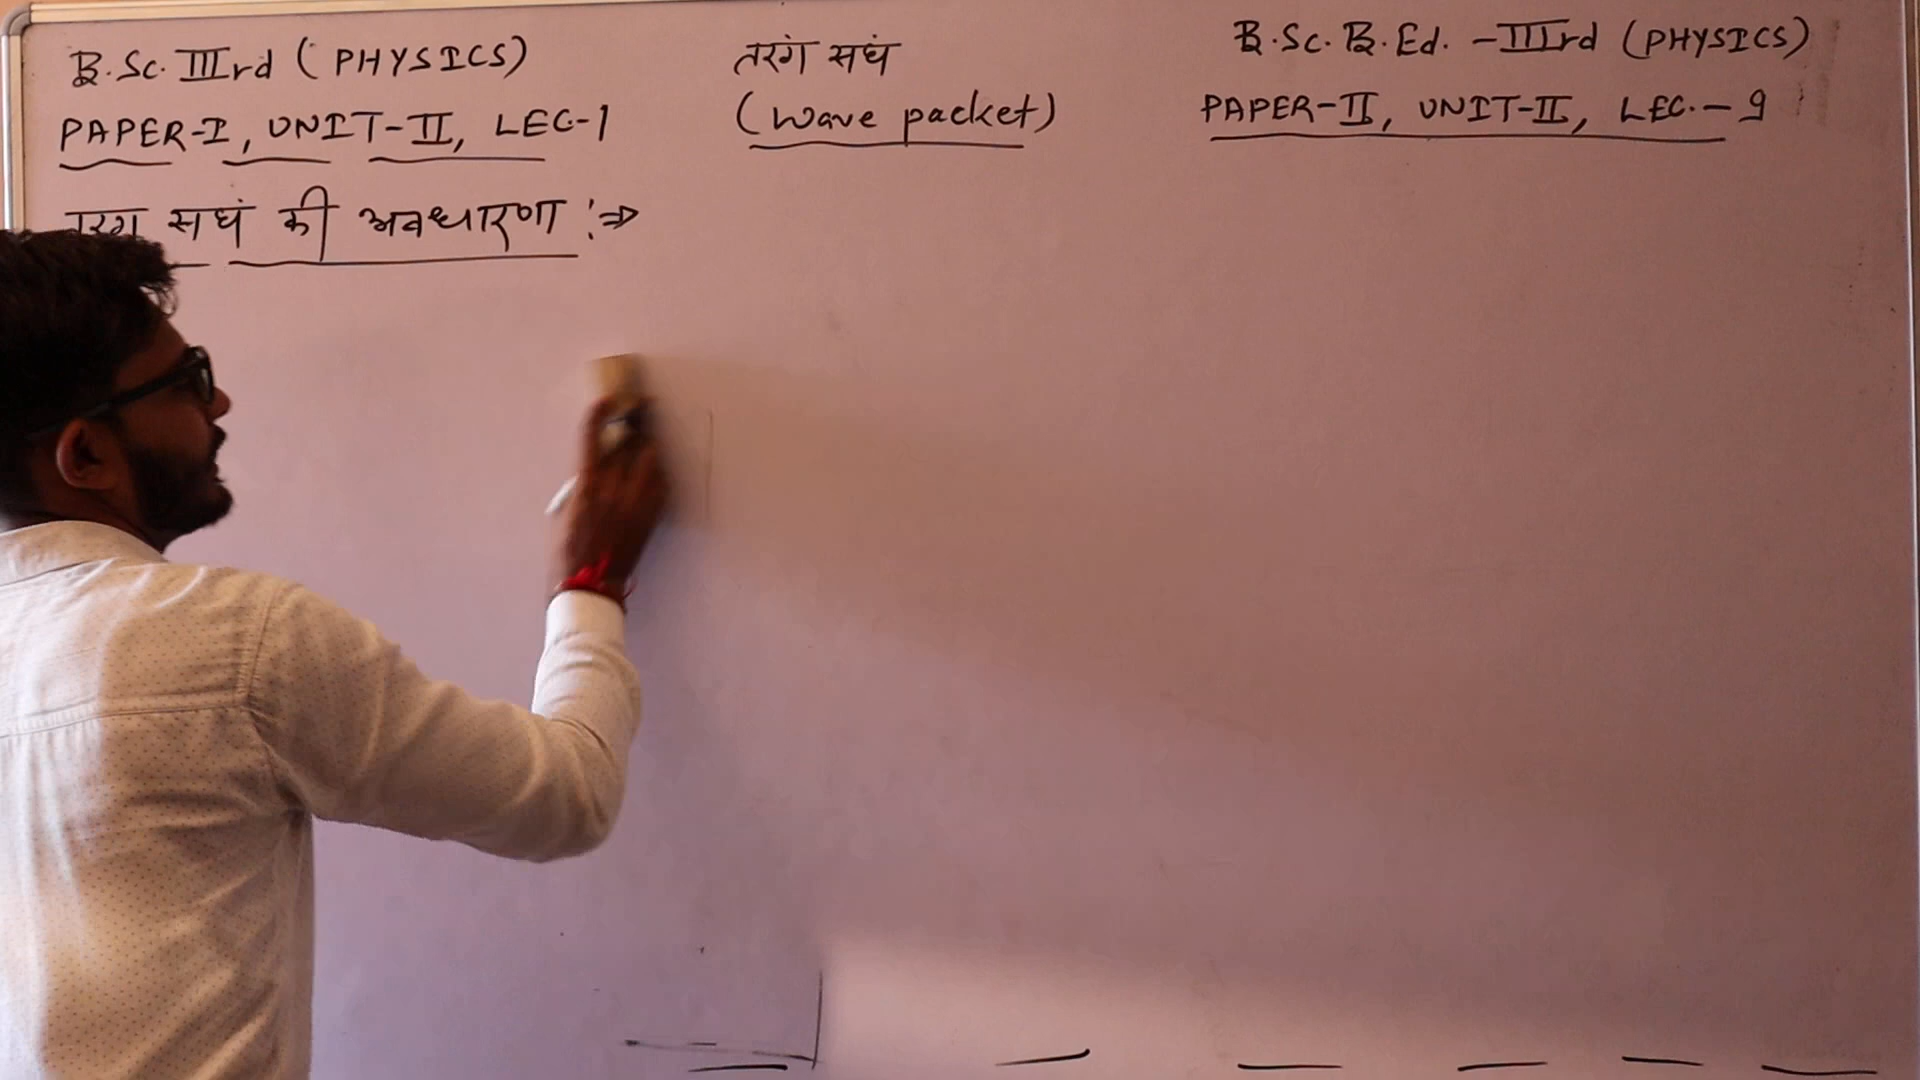 B.Sc. IIIrd (PHYSICS)
PAPER-I, UNIT-II, LEC-1
तरंग सघं
(wave packet)
B.Sc. B.Ed. -IIIrd (PHYSICS)
PAPER-II, UNIT-II, LEC.-9
तरंग सघं की अवधारणा :⇒